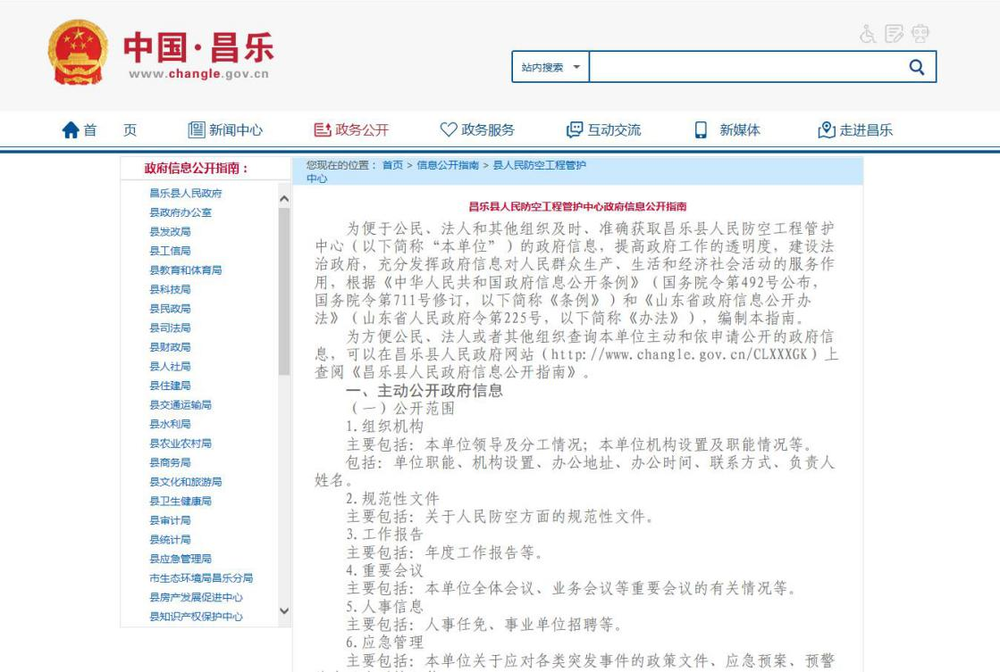 中国·昌乐
www.changle.gov.cn
站内搜索
首 页
新闻中心
政务公开
政务服务
互动交流
新媒体
走进昌乐
政府信息公开指南：
昌乐县人民政府
县政府办公室
县发改局
县工信局
县教育和体育局
县科技局
县民政局
县司法局
县财政局
县人社局
县住建局
县交通运输局
县水利局
县农业农村局
县商务局
县文化和旅游局
县卫生健康局
县审计局
县统计局
县应急管理局
市生态环境局昌乐分局
县房产发展促进中心
县知识产权保护中心
您现在的位置： 首页 > 信息公开指南 > 县人民防空工程管护
中心
昌乐县人民防空工程管护中心政府信息公开指南
为便于公民、法人和其他组织及时、准确获取昌乐县人民防空工程管护
中心（以下简称“本单位”）的政府信息，提高政府工作的透明度，建设法
治政府，充分发挥政府信息对人民群众生产、生活和经济社会活动的服务作
用，根据《中华人民共和国政府信息公开条例》（国务院令第492号公布，
国务院令第711号修订，以下简称《条例》）和《山东省政府信息公开办
法》（山东省人民政府令第225号，以下简称《办法》），编制本指南。
为方便公民、法人或者其他组织查询本单位主动和依申请公开的政府信
息，可以在昌乐县人民政府网站（http://www.changle.gov.cn/CLXXXGK）上
查阅《昌乐县人民政府信息公开指南》。
一、主动公开政府信息
（一）公开范围
1.组织机构
主要包括：本单位领导及分工情况；本单位机构设置及职能情况等。
包括：单位职能、机构设置、办公地址、办公时间、联系方式、负责人
姓名。
2.规范性文件
主要包括：关于人民防空方面的规范性文件。
3.工作报告
主要包括：年度工作报告等。
4.重要会议
主要包括：本单位全体会议、业务会议等重要会议的有关情况等。
5.人事信息
主要包括：人事任免、事业单位招聘等。
6.应急管理
主要包括：本单位关于应对各类突发事件的政策文件、应急预案、预警